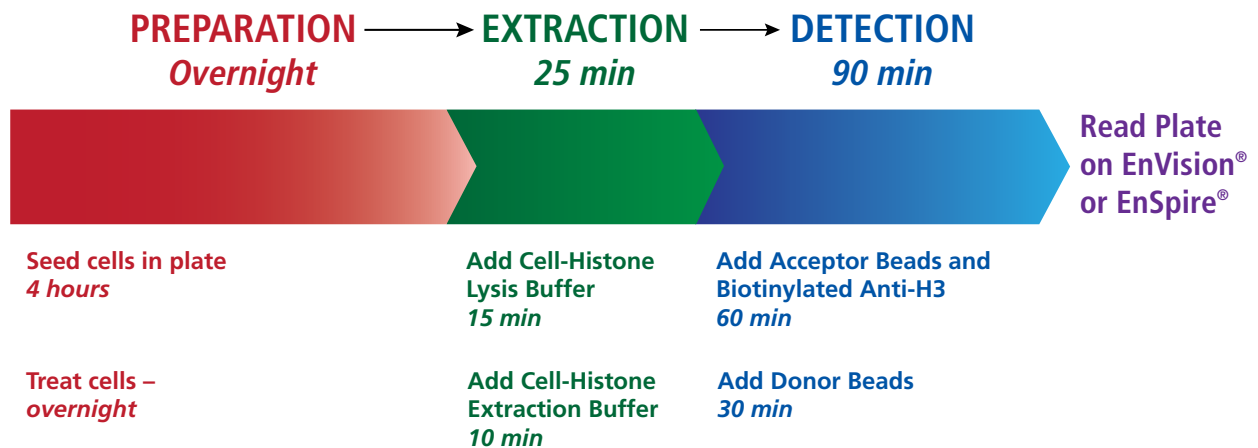 PREPARATION
Overnight
EXTRACTION
25 min
DETECTION
90 min
Read Plate
on EnVision®
or EnSpire®
Seed cells in plate
4 hours
Treat cells –
overnight
Add Cell-Histone
Lysis Buffer
15 min
Add Cell-Histone
Extraction Buffer
10 min
Add Acceptor Beads and
Biotinylated Anti-H3
60 min
Add Donor Beads
30 min